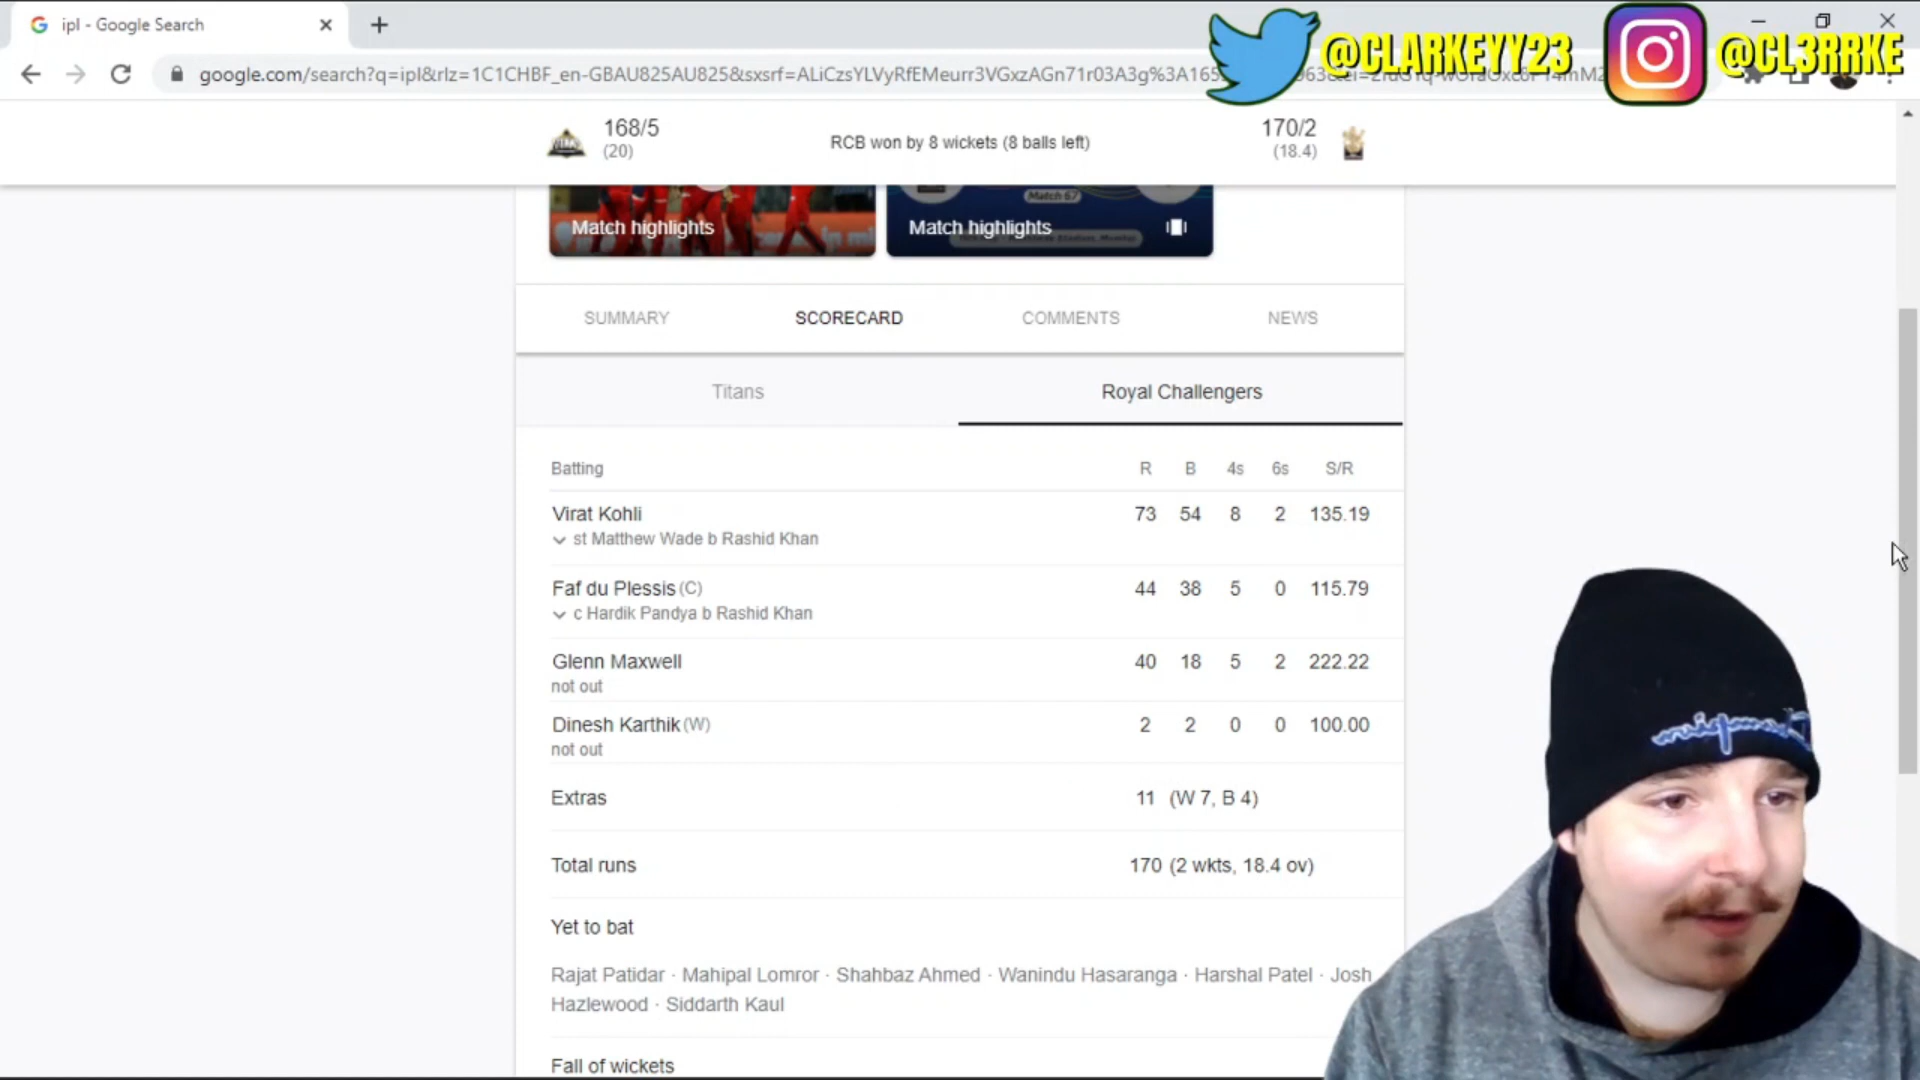 ipl - Google Search
@CLARKEYY23 @CL3RRKE
google.com/search?q=ipl&rlz=1C1CHBF_en-GBAU825AU825&sxsrf=ALiCzsYLVyRfEMeurr3VGxzAGn71r03A3g%3A165
168/5 170/2
RCB won by 8 wickets (8 balls left)
(20) (18.4)
Match 67
Match highlights Match highlights
SUMMARY SCORECARD COMMENTS NEWS
Titans Royal Challengers
Batting R B 4s 6s S/R
Virat Kohli 73 54 8 2 135.19
st Matthew Wade b Rashid Khan
Faf du Plessis (C) 44 38 5 0 115.79
c Hardik Pandya b Rashid Khan
Glenn Maxwell 40 18 5 2 222.22
not out
Dinesh Karthik (W) 2 2 0 0 100.00
not out
Extras 11 (W 7, B 4)
Total runs 170 (2 wkts, 18.4 ov)
Yet to bat
Rajat Patidar · Mahipal Lomror · Shahbaz Ahmed · Wanindu Hasaranga · Harshal Patel · Josh
Hazlewood · Siddarth Kaul
Fall of wickets